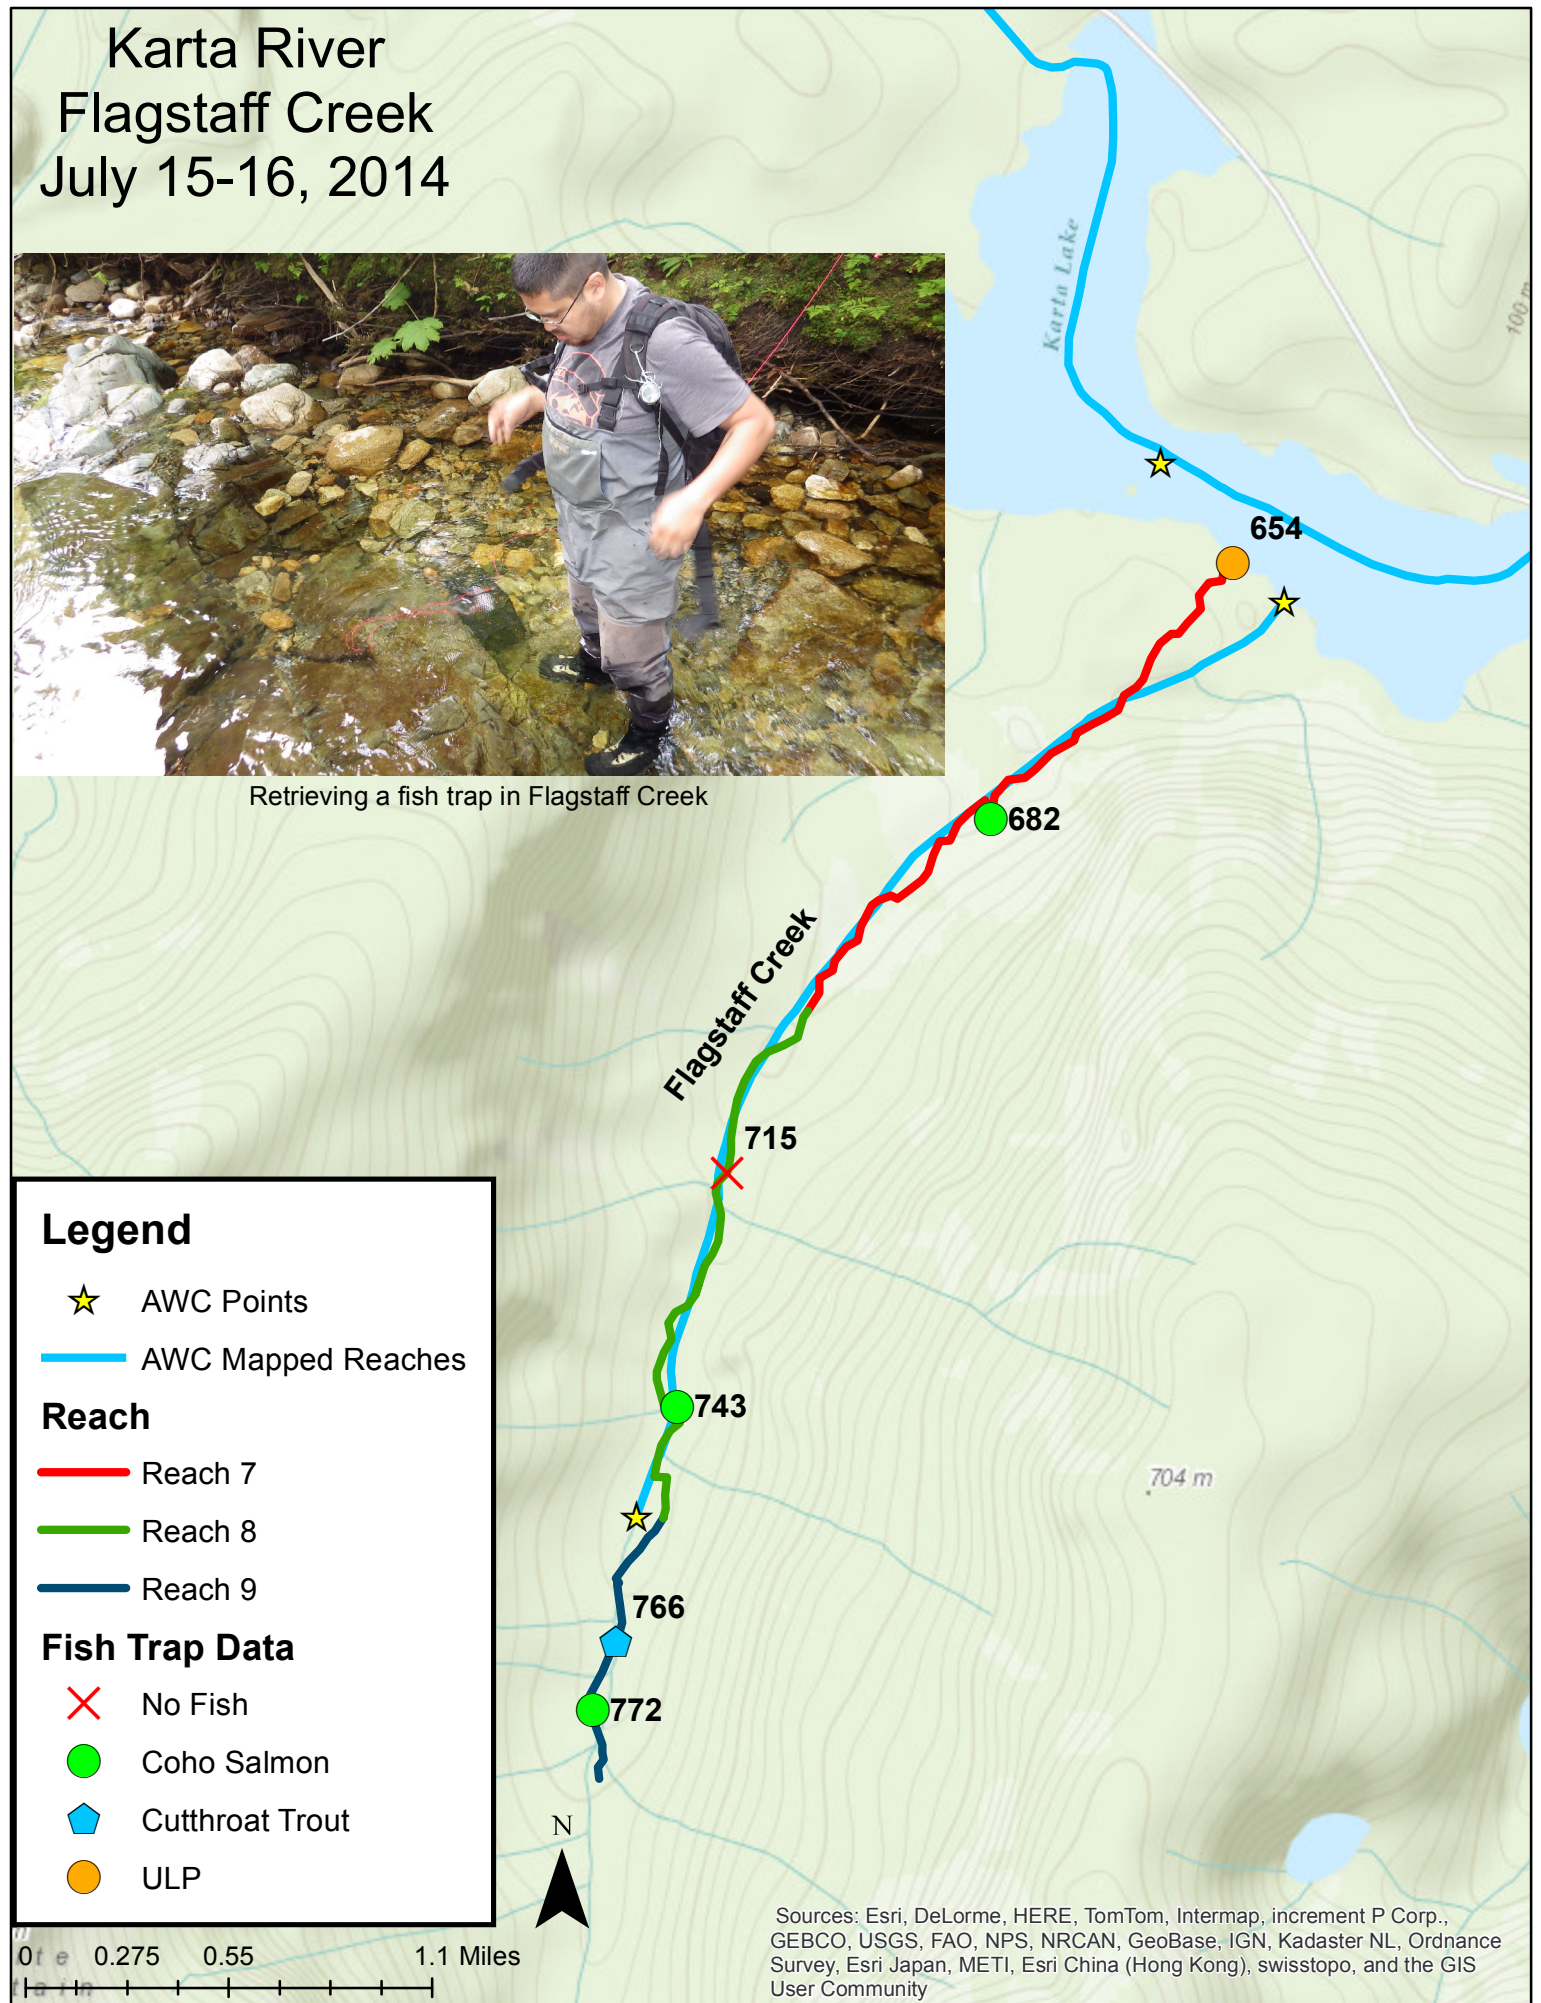 Karta River
Flagstaff Creek
July 15-16, 2014
Karta Lake
100 m
654
Retrieving a fish trap in Flagstaff Creek
682
Flagstaff Creek
715
743
704 m
766
772
Legend
AWC Points
AWC Mapped Reaches
Reach
Reach 7
Reach 8
Reach 9
Fish Trap Data
No Fish
Coho Salmon
Cutthroat Trout
ULP
N
0 0.275 0.55 1.1 Miles
Sources: Esri, DeLorme, HERE, TomTom, Intermap, increment P Corp.,
GEBCO, USGS, FAO, NPS, NRCAN, GeoBase, IGN, Kadaster NL, Ordnance
Survey, Esri Japan, METI, Esri China (Hong Kong), swisstopo, and the GIS
User Community